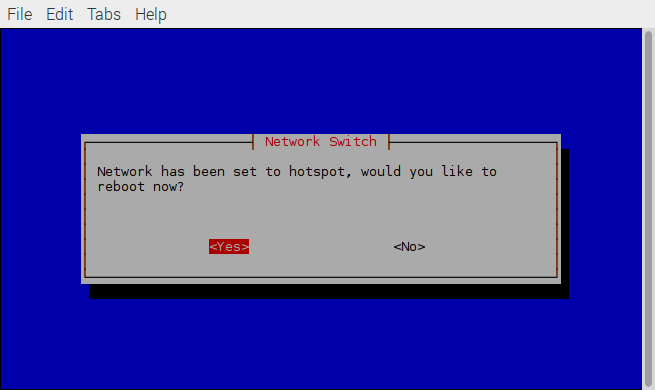 File Edit Tabs Help
Network Switch
Network has been set to hotspot, would you like to
reboot now?
<Yes> <No>